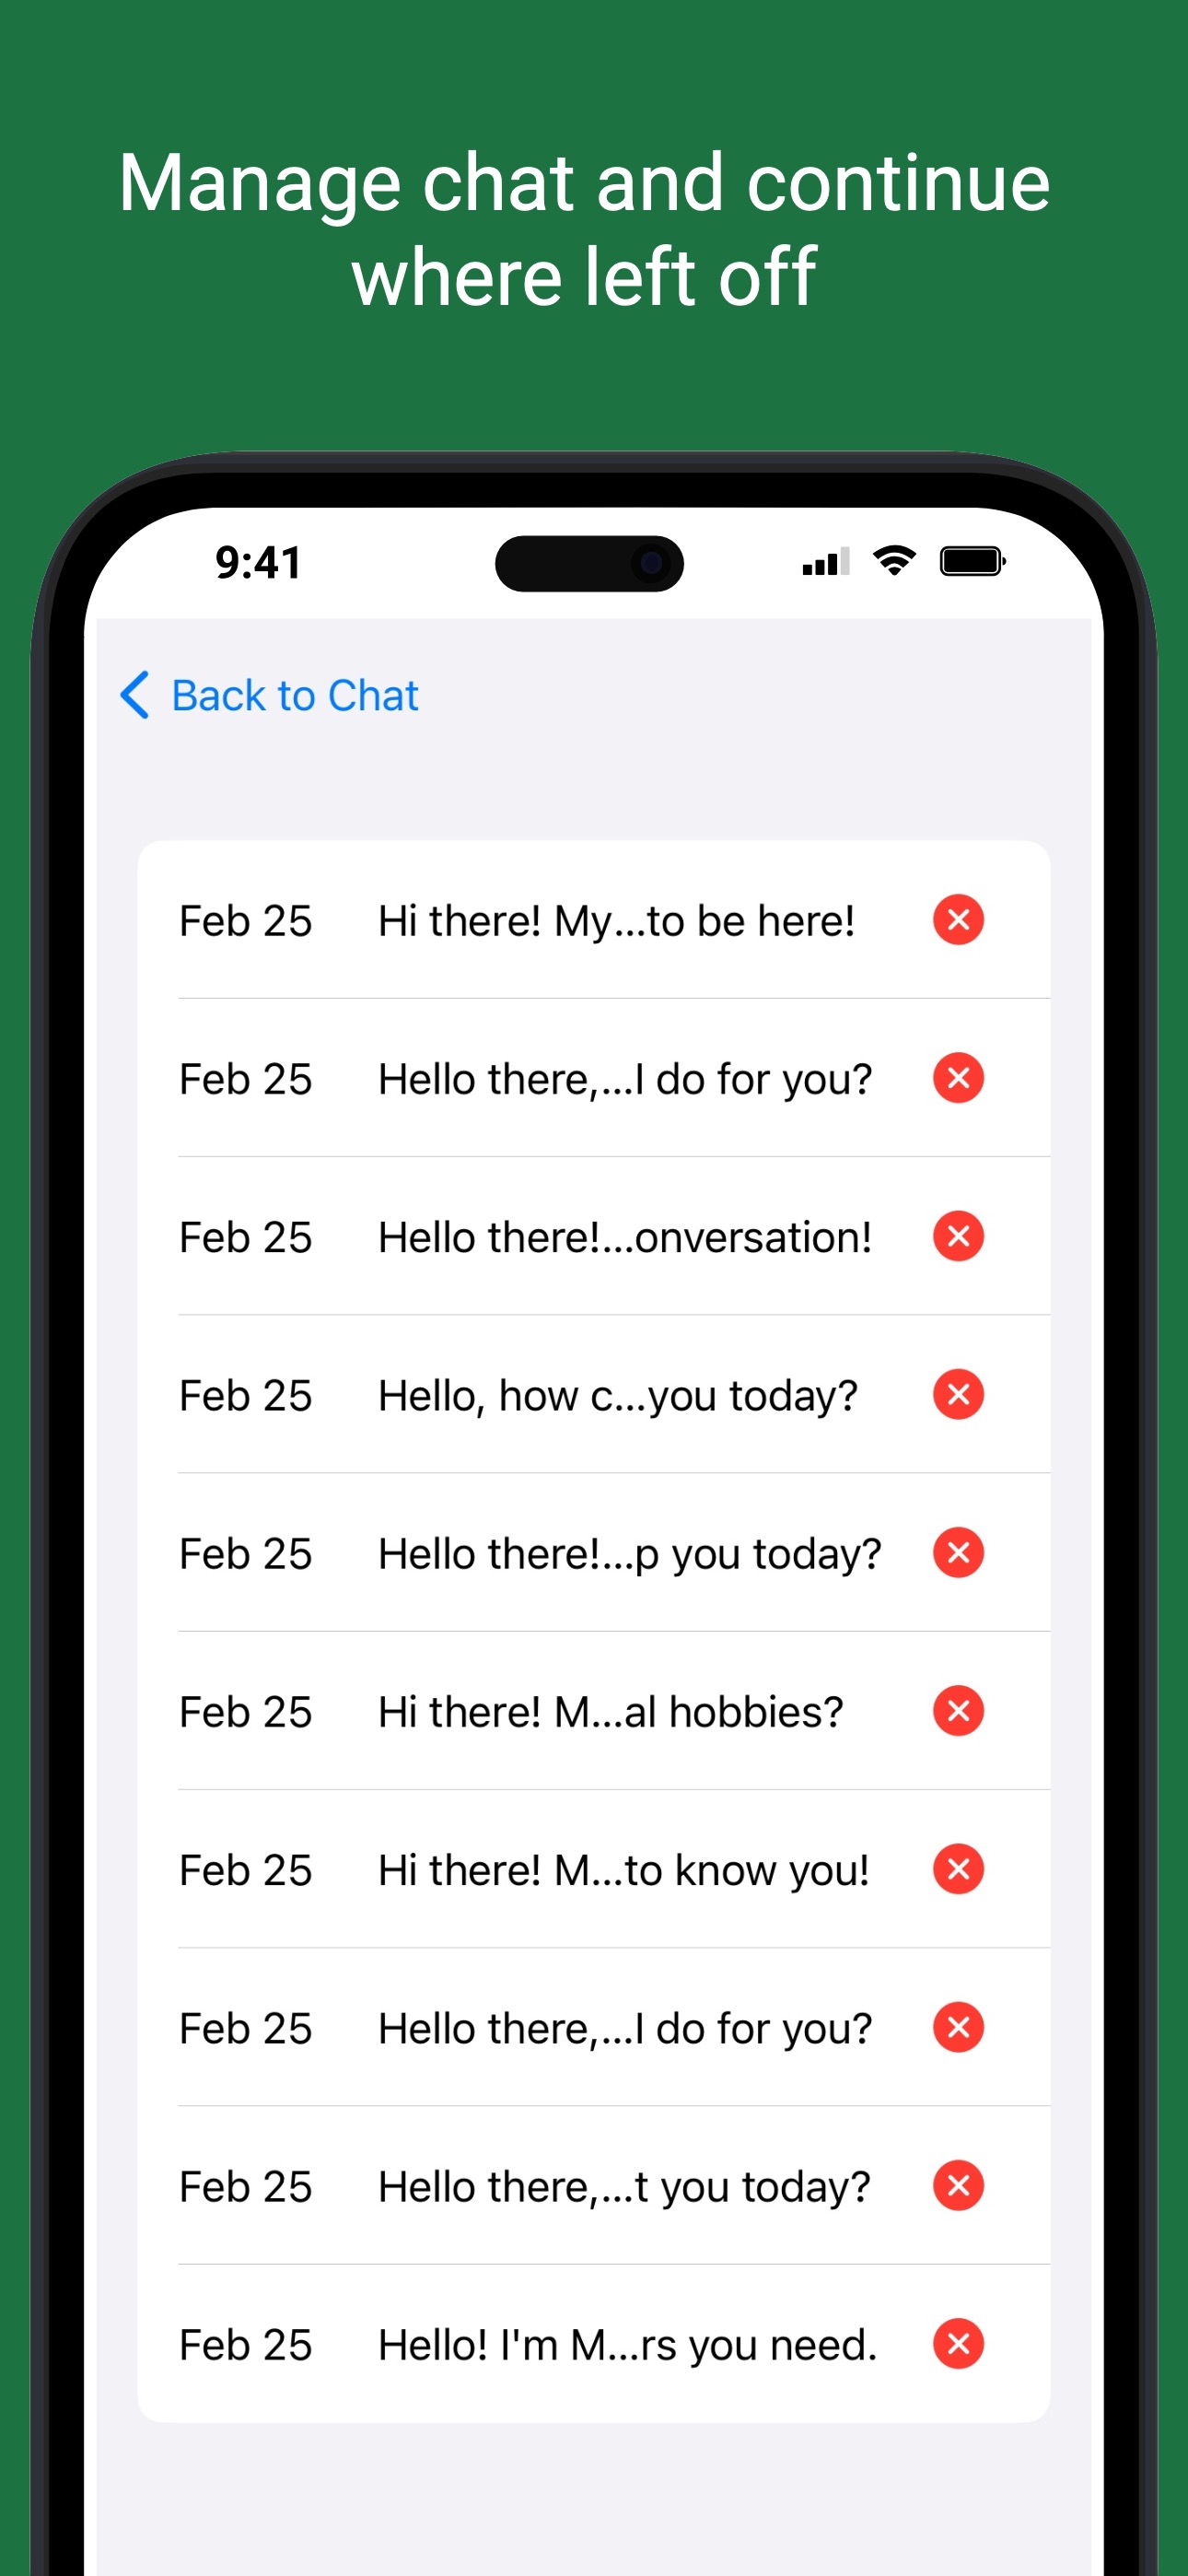 Manage chat and continue
where left off
9:41
Back to Chat
Feb 25 Hi there! My...to be here!
Feb 25 Hello there,...I do for you?
Feb 25 Hello there!...onversation!
Feb 25 Hello, how c...you today?
Feb 25 Hello there!...p you today?
Feb 25 Hi there! M...al hobbies?
Feb 25 Hi there! M...to know you!
Feb 25 Hello there,...I do for you?
Feb 25 Hello there,...t you today?
Feb 25 Hello! I'm M...rs you need.